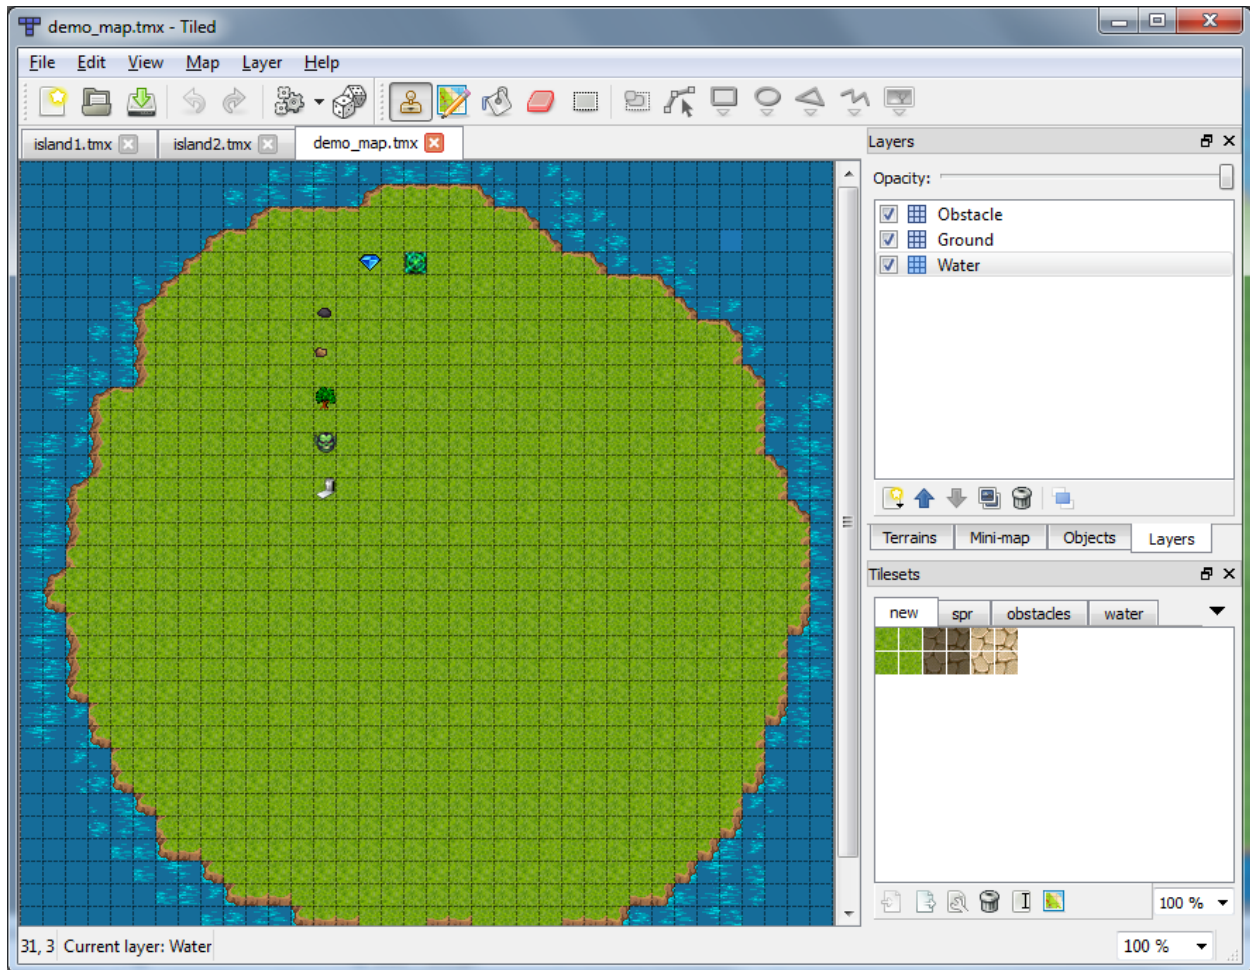 demo_map.tmx - Tiled
File Edit View Map Layer Help
island1.tmx island2.tmx demo_map.tmx
Layers
Opacity:
Obstacle
Ground
Water
Terrains Mini-map Objects Layers
Tilesets
new spr obstacles water
100 %
31, 3 Current layer: Water
100 %